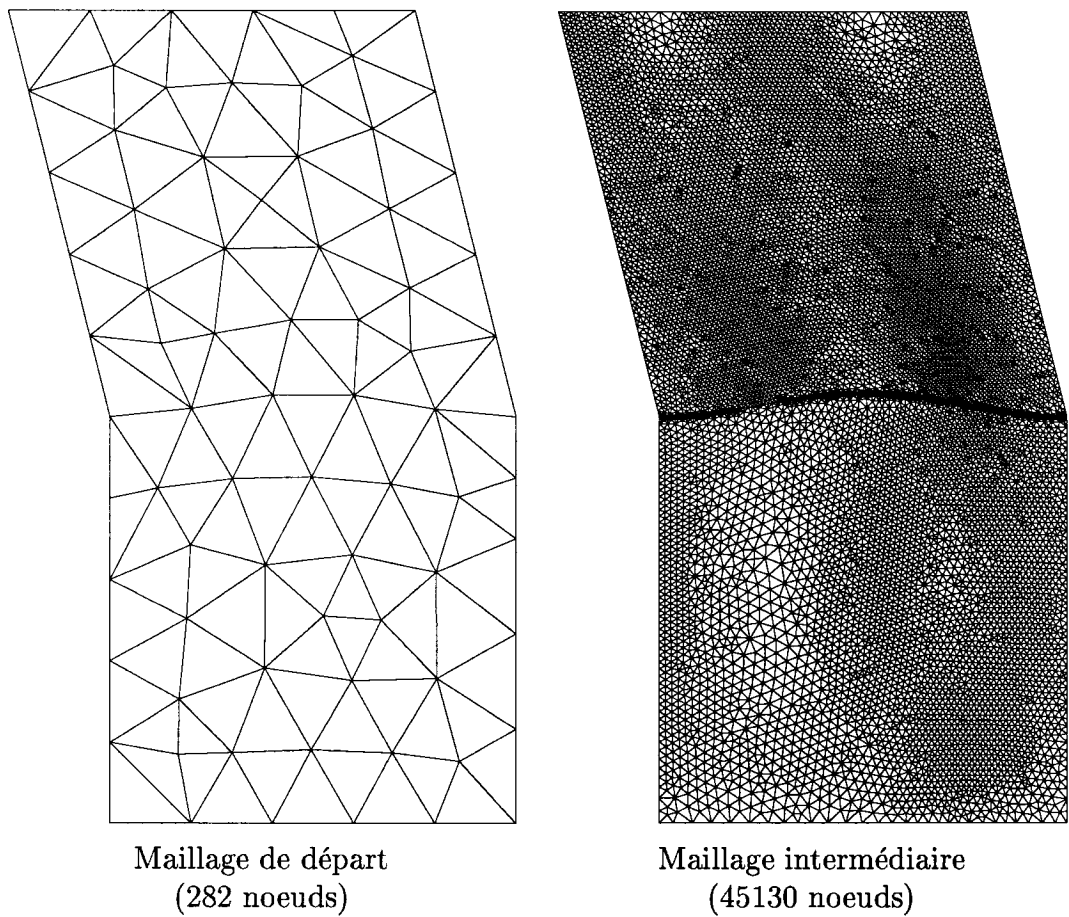 Maillage de départ
(282 noeuds)
Maillage intermédiaire
(45130 noeuds)